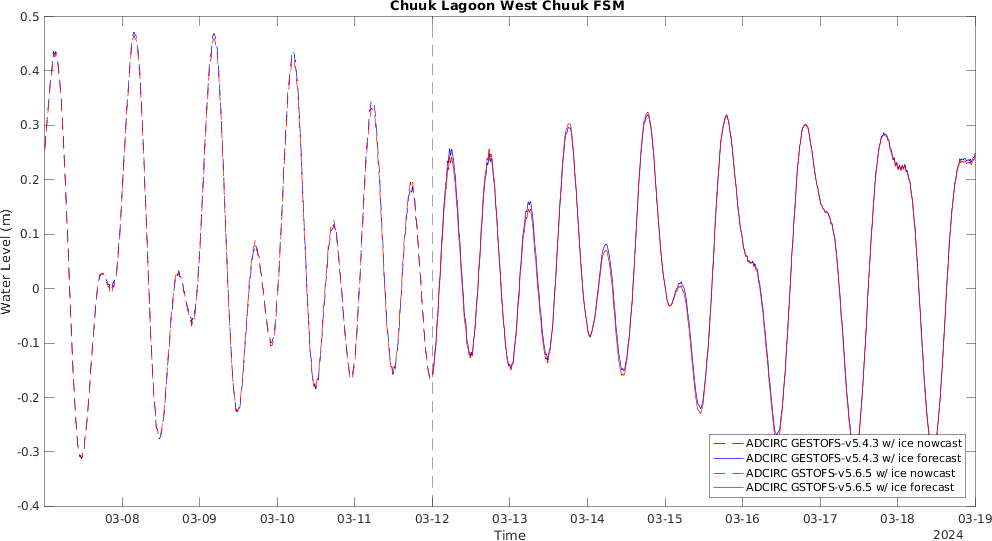 Chuuk Lagoon West Chuuk FSM
0.5
0.4
0.3
0.2
0.1
0
-0.1
-0.2
-0.3
-0.4
Water Level (m)
ADCIRC GESTOFS-v5.4.3 w/ ice nowcast
ADCIRC GESTOFS-v5.4.3 w/ ice forecast
ADCIRC GSTOFS-v5.6.5 w/ ice nowcast
ADCIRC GSTOFS-v5.6.5 w/ ice forecast
03-08 03-09 03-10 03-11 03-12 03-13 03-14 03-15 03-16 03-17 03-18 03-19
Time
2024